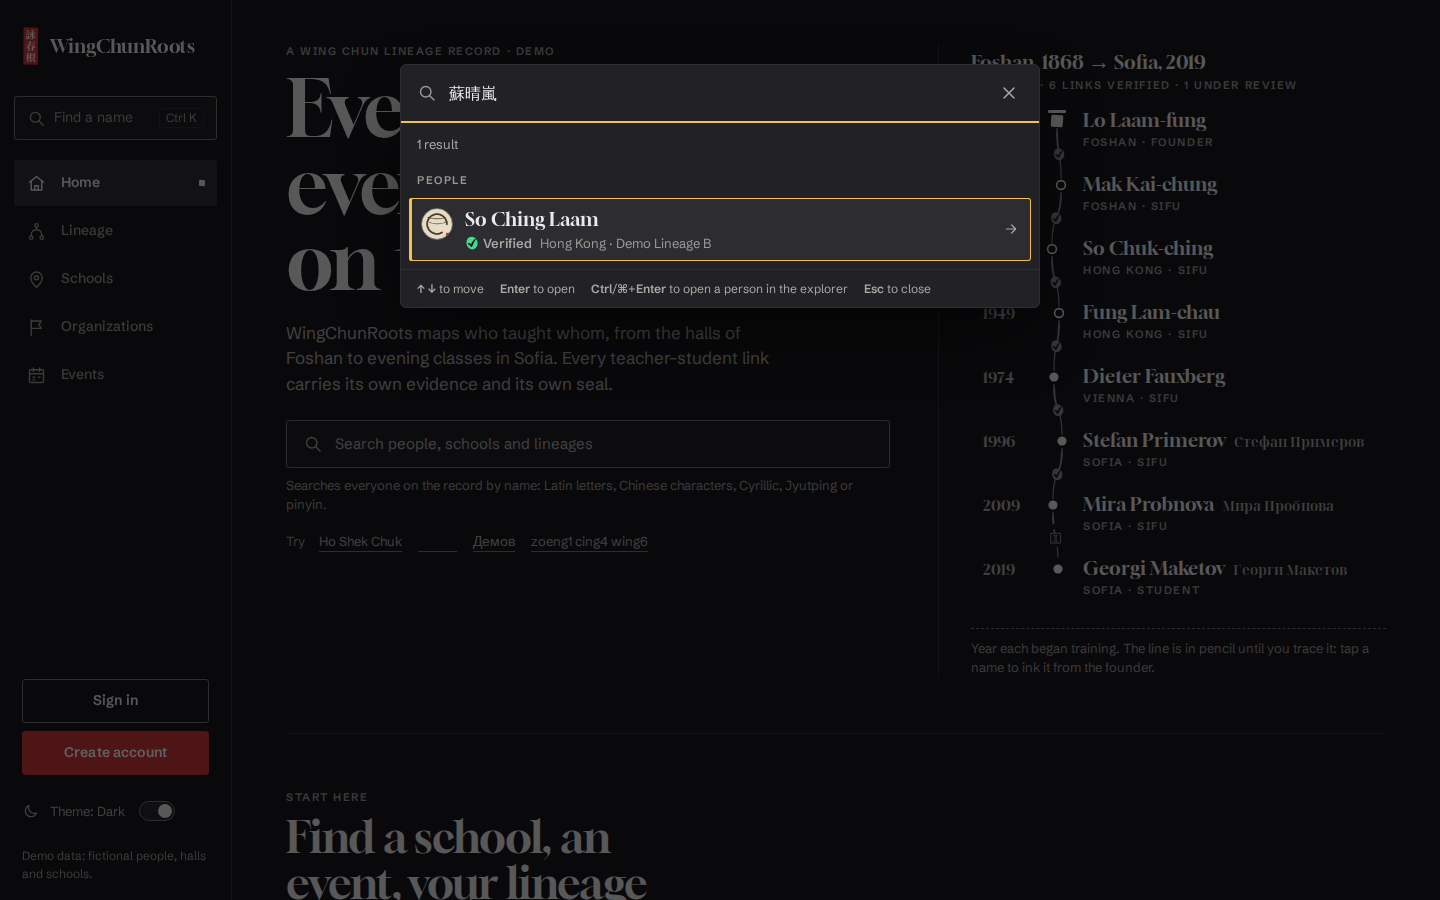 詠春根
WingChunRoots
Find a name
Ctrl K
Home
Lineage
Schools
Organizations
Events
Sign in
Create account
Theme: Dark
Demo data: fictional people, halls
and schools.
A WING CHUN LINEAGE RECORD · DEMO
Eve
eve
on
WingChunRoots maps who taught whom, from the halls of
Foshan to evening classes in Sofia. Every teacher–student link
carries its own evidence and its own seal.
Search people, schools and lineages
Searches everyone on the record by name: Latin letters, Chinese characters, Cyrillic, Jyutping or
pinyin.
Try Ho Shek Chuk Демов zoeng1 cing4 wing6
START HERE
Find a school, an
event, your lineage
蘇晴嵐
1 result
PEOPLE
So Ching Laam
Verified Hong Kong · Demo Lineage B
↑↓ to move Enter to open Ctrl/⌘+Enter to open a person in the explorer Esc to close
Foshan 1868 → Sofia, 2019
· 6 LINKS VERIFIED · 1 UNDER REVIEW
Lo Laam-fung
FOSHAN · FOUNDER
Mak Kai-chung
FOSHAN · SIFU
So Chuk-ching
HONG KONG · SIFU
1949 Fung Lam-chau
HONG KONG · SIFU
1974 Dieter Fauxberg
VIENNA · SIFU
1996 Stefan Primerov Стефан Примеров
SOFIA · SIFU
2009 Mira Probnova Мира Пробнова
SOFIA · SIFU
2019 Georgi Maketov Георги Макетов
SOFIA · STUDENT
Year each began training. The line is in pencil until you trace it: tap a
name to ink it from the founder.